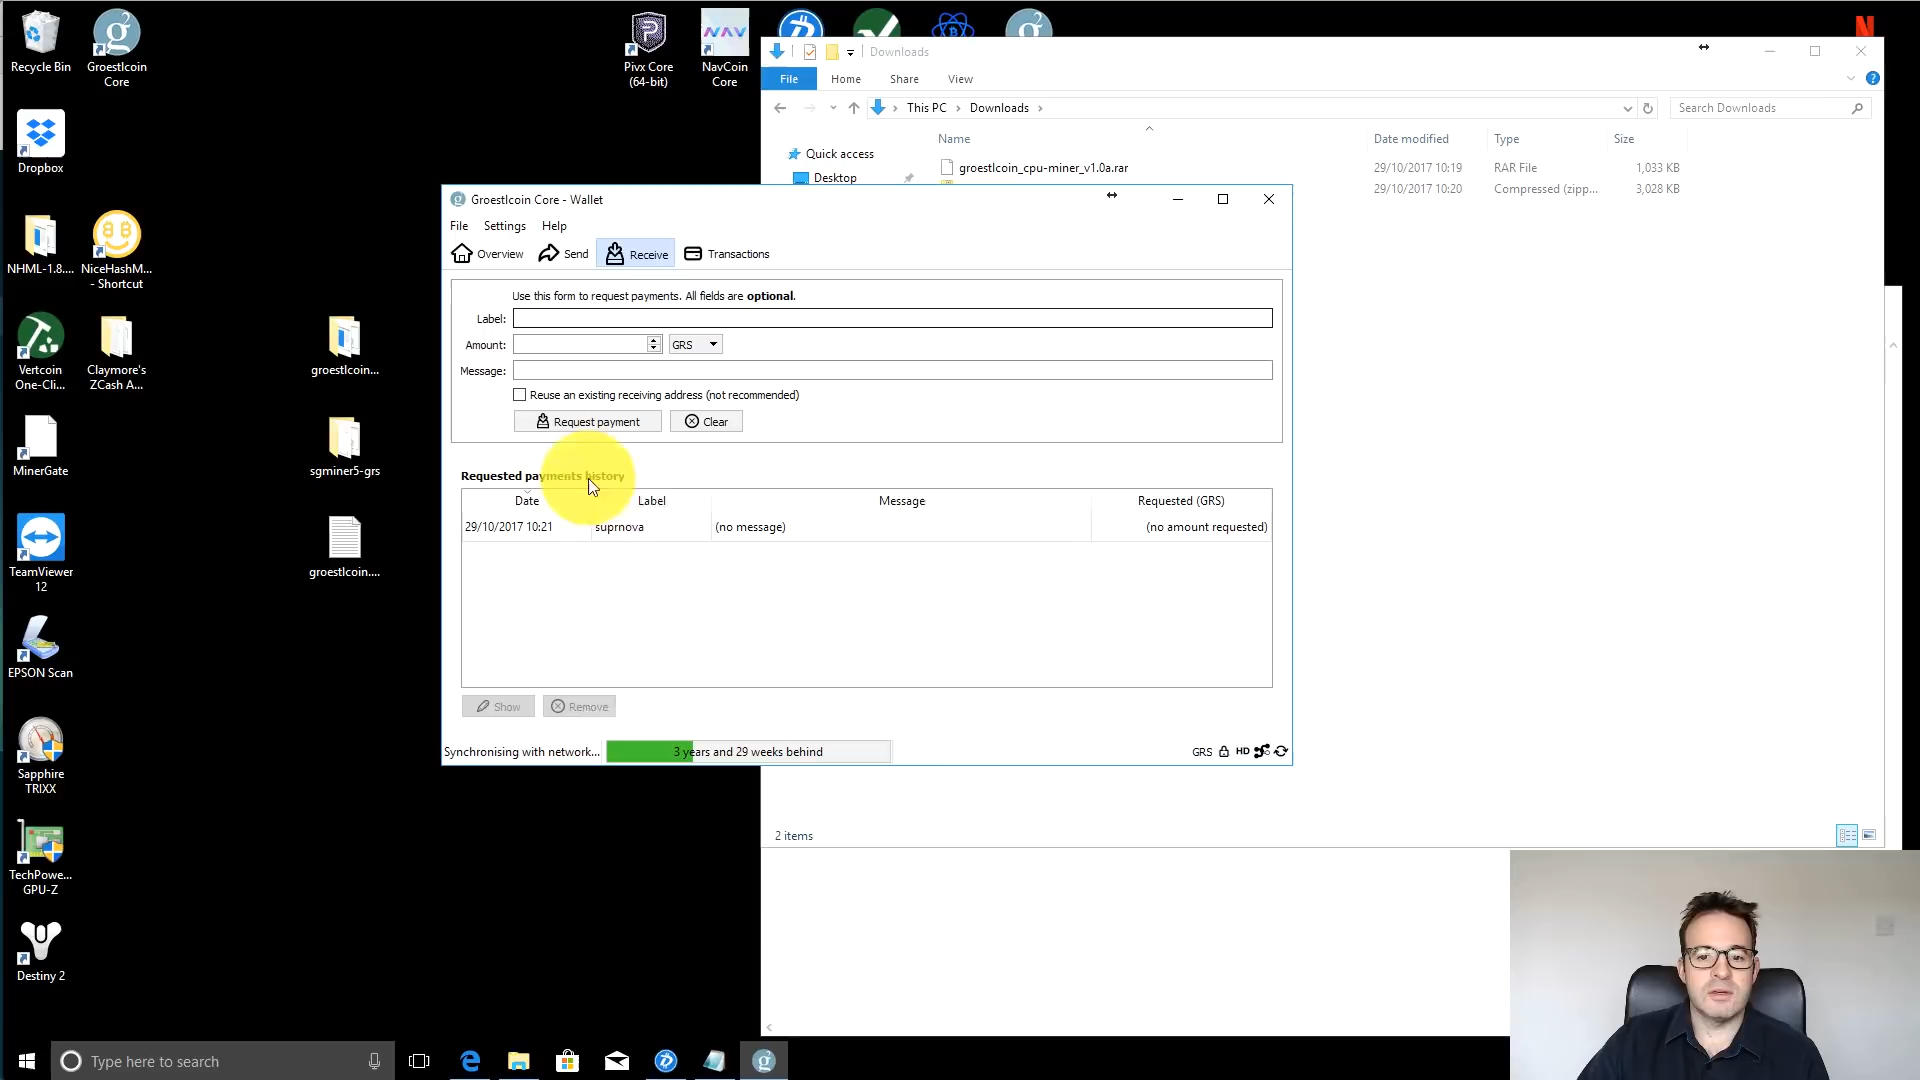 Recycle Bin
Groestlcoin
Core
Pivx Core
(64-bit)
NAV
NavCoin
Core
Dropbox
NHML-1.8....
NiceHashM...
- Shortcut
Vertcoin
One-Cli...
Claymore's
ZCash A...
groestlcoin...
MinerGate
sgminer5-grs
TeamViewer
12
groestlcoin....
EPSON Scan
Sapphire
TRIXX
TechPowe...
GPU-Z
Destiny 2
Downloads
File
Home
Share
View
This PC
Downloads
Search Downloads
Name
Date modified
Type
Size
Quick access
Desktop
groestlcoin_cpu-miner_v1.0a.rar
29/10/2017 10:19
RAR File
1,033 KB
29/10/2017 10:20
Compressed (zipp...
3,028 KB
2 items
Groestlcoin Core - Wallet
File
Settings
Help
Overview
Send
Receive
Transactions
Use this form to request payments. All fields are optional.
Label:
Amount:
GRS
Message:
Reuse an existing receiving address (not recommended)
Request payment
Clear
Requested payments history
Date
Label
Message
Requested (GRS)
29/10/2017 10:21
suprnova
(no message)
(no amount requested)
Show
Remove
Synchronising with network...
3 years and 29 weeks behind
GRS
HD
Type here to search